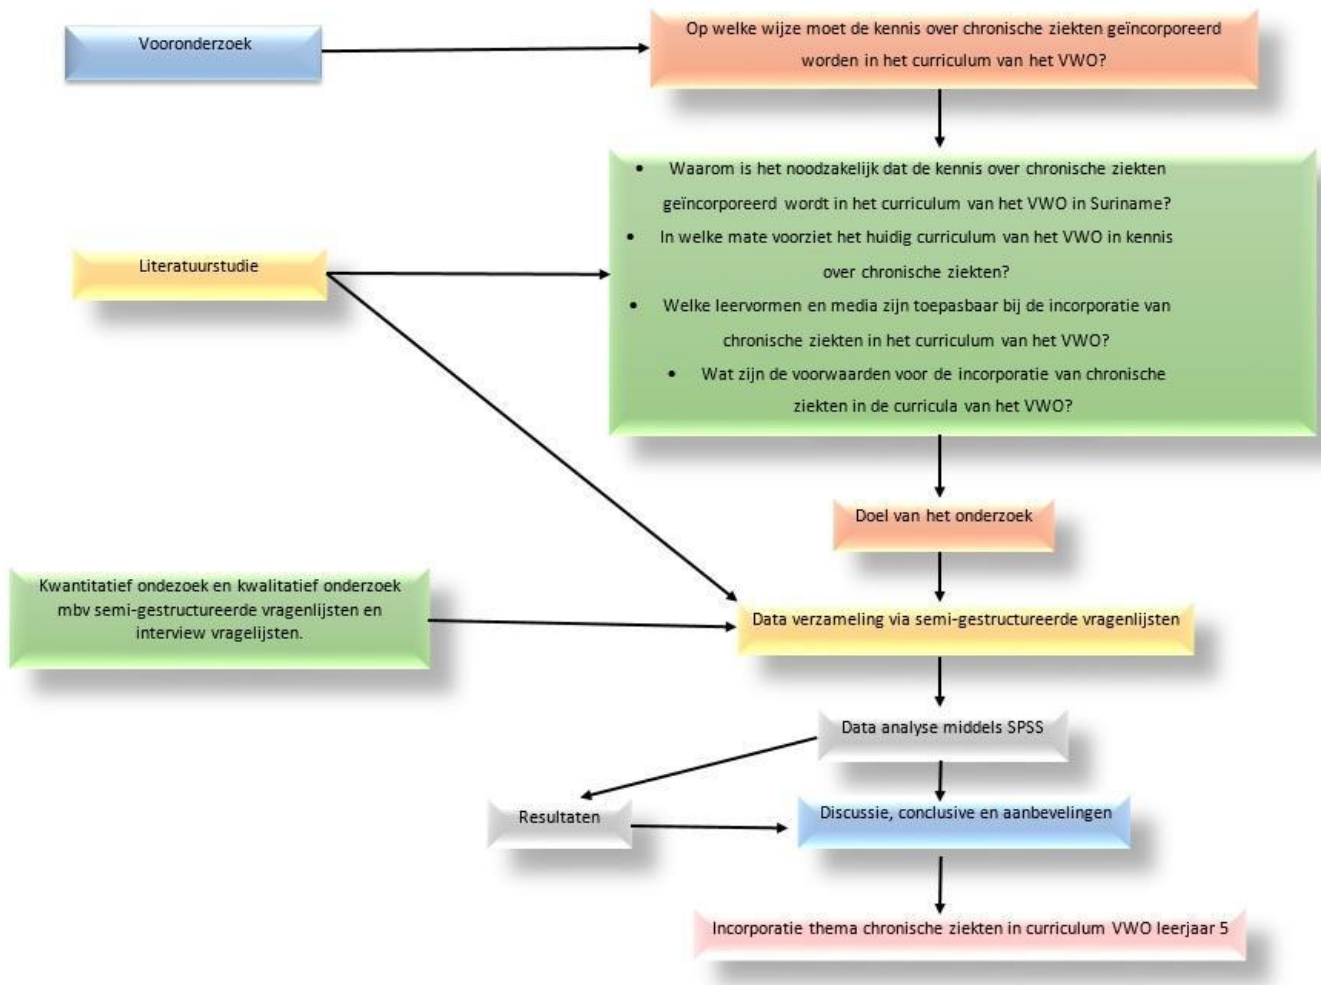 Vooronderzoek
Op welke wijze moet de kennis over chronische ziekten geïncorporeerd
worden in het curriculum van het VWO?
• Waarom is het noodzakelijk dat de kennis over chronische ziekten
geïncorporeerd wordt in het curriculum van het VWO in Suriname?
• In welke mate voorziet het huidig curriculum van het VWO in kennis
over chronische ziekten?
• Welke leervormen en media zijn toepasbaar bij de incorporatie van
chronische ziekten in het curriculum van het VWO?
• Wat zijn de voorwaarden voor de incorporatie van chronische
ziekten in de curricula van het VWO?
Literatuurstudie
Doel van het onderzoek
Kwantitatief ondezoek en kwalitatief onderzoek
mbv semi-gestructureerde vragenlijsten en
interview vragelijsten.
Data verzameling via semi-gestructureerde vragenlijsten
Data analyse middels SPSS
Resultaten
Discussie, conclusive en aanbevelingen
Incorporatie thema chronische ziekten in curriculum VWO leerjaar 5